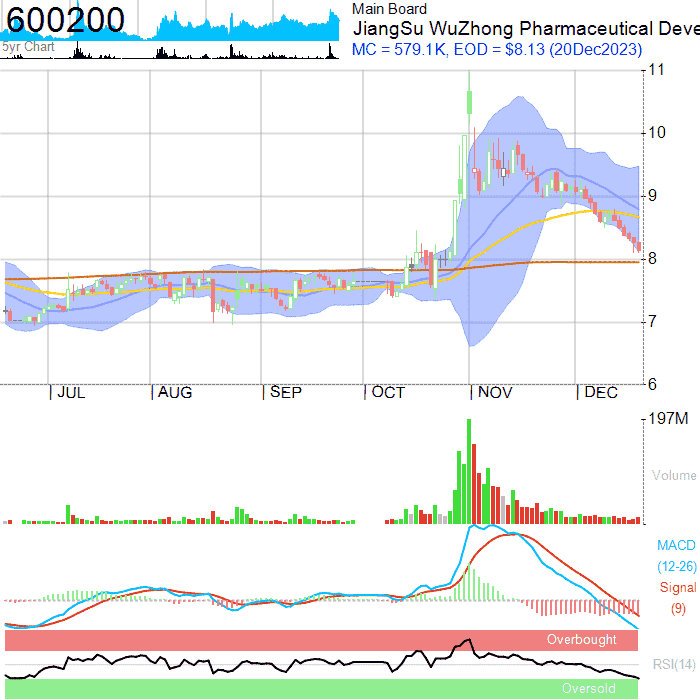 600200
5yr Chart
Main Board
JiangSu WuZhong Pharmaceutical Deve
MC = 579.1K, EOD = $8.13 (20Dec2023)
11
10
9
8
7
6
JUL AUG SEP OCT NOV DEC
197M
Volume
MACD
(12-26)
Signal
(9)
Overbought
RSI(14)
Oversold